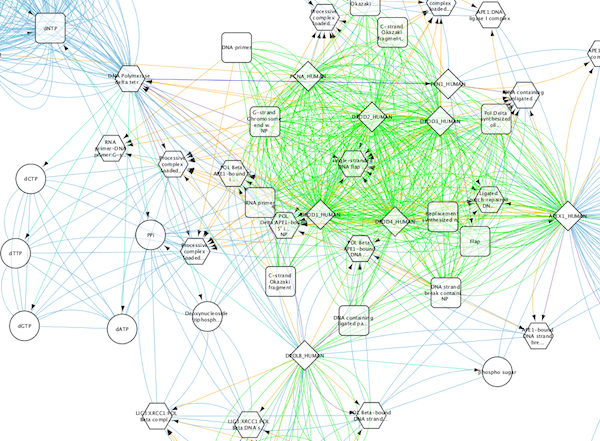 Okazaki
Processive
complex
loaded...
complex
loaded...
APE1:DNA
ligase I complex
dNTP
C-strand
Okazaki
fragment...
DNA primer
DNA Polymerase
delta tetr...
PCNA_HUMAN
FEN1_HUMAN
DNA containing
ligated
G-strand
Chromosome
end w...
NP
DPOD2_HUMAN
DPOD3_HUMAN
Pol Delta
synthesized
oli...
RNA
primer-DNA
primer:G-s...
Processive
complex
loaded...
POL Beta
APE1-bound
DNA flap
dCTP
RNA primer
Ligated
patch-repaired
DN...
POL
APE1-bound
NP
DPOD1_HUMAN
DPOD4_HUMAN
Replacement
synthesized
APEX1_HUMAN
PPi
dTTP
Processive
complex
loaded...
POL Beta
APE1-bound
DNA
Flap
C-strand
Okazaki
fragment
DNA strand
break containi...
NP
dGTP
dATP
Deoxynucleoside
triphosph...
DNA containing
ligated pa...
APE1-bound
DNA strand
bre...
DPOLB_HUMAN
phospho sugar
LIG3:XRCC1:POL
Beta compl...
LIG3:XRCC1:POL
Beta:DNA s...
POL Beta-bound
DNA strand...